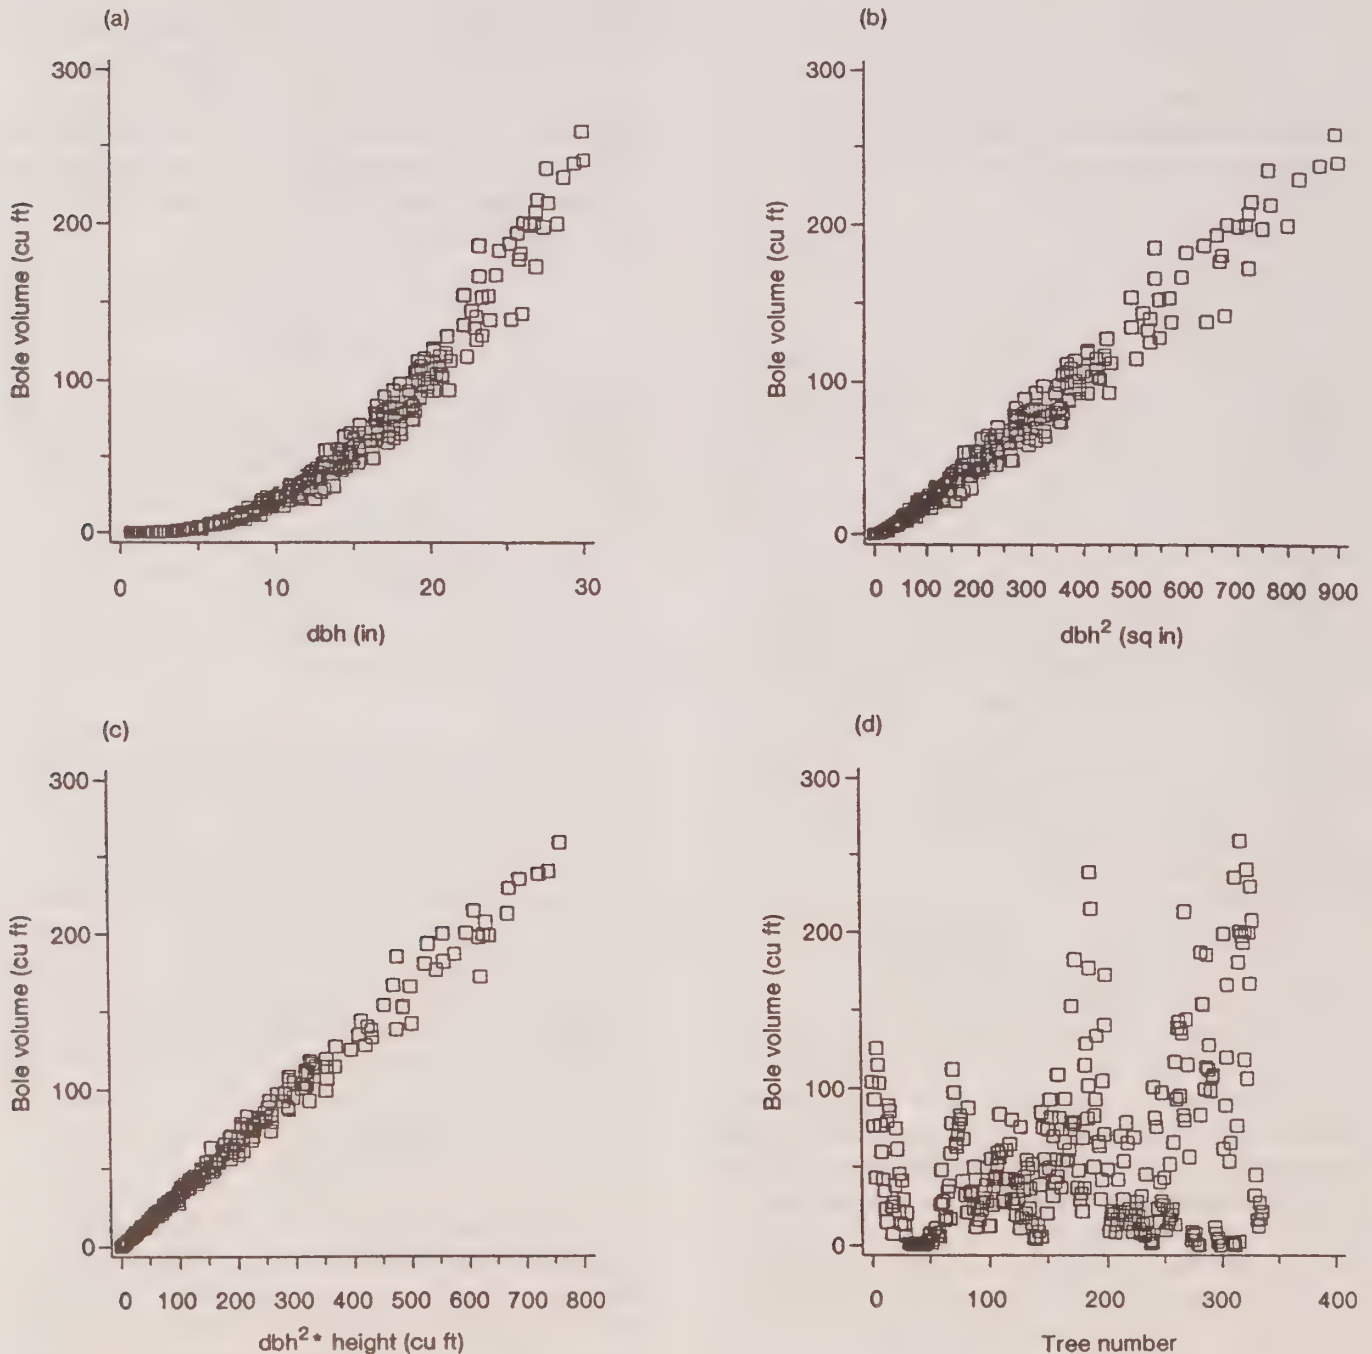 (a)
300
200
100
0
Bole volume (cu ft)
0 10 20 30
dbh (in)
(b)
300
200
100
0
Bole volume (cu ft)
0 100 200 300 400 500 600 700 800 900
dbh² (sq in)
(c)
300
200
100
0
Bole volume (cu ft)
0 100 200 300 400 500 600 700 800
dbh²* height (cu ft)
(d)
300
200
100
0
Bole volume (cu ft)
0 100 200 300 400
Tree number